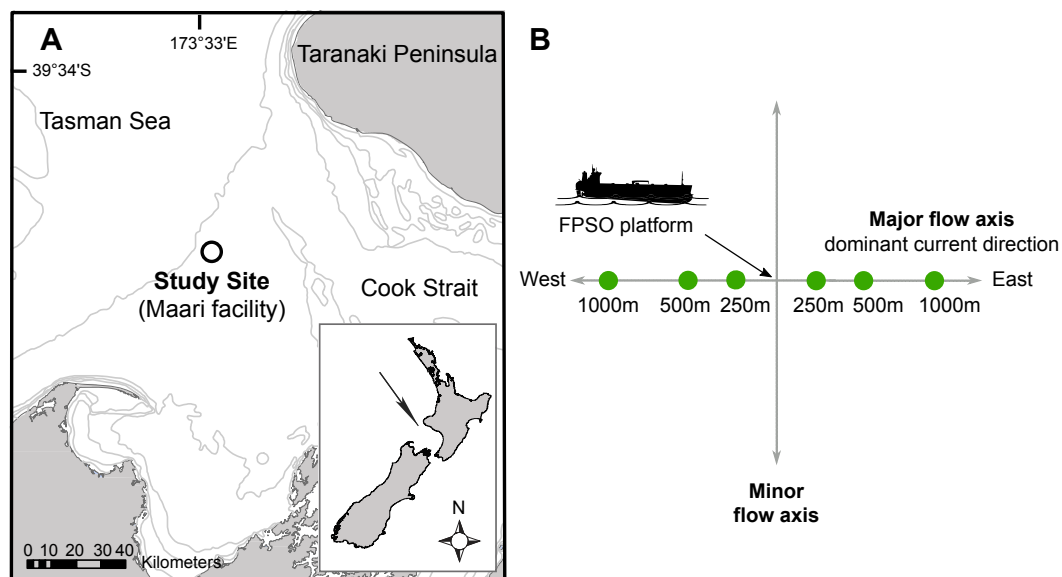 A
173°33'E
39°34'S
Taranaki Peninsula
Tasman Sea
Study Site
(Maari facility)
Cook Strait
N
0 10 20 30 40
Kilometers
B
FPSO platform
Major flow axis
dominant current direction
West
East
1000m
500m
250m
250m
500m
1000m
Minor
flow axis